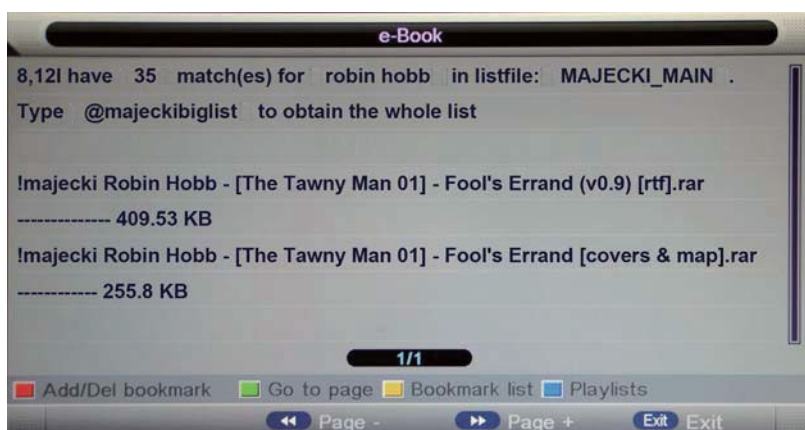 e-Book
8,12I have 35 match(es) for robin hobb in listfile: MAJECKI_MAIN .
Type @majeckibiglist to obtain the whole list
!majecki Robin Hobb - [The Tawny Man 01] - Fool's Errand (v0.9) [rtf].rar
-------------- 409.53 KB
!majecki Robin Hobb - [The Tawny Man 01] - Fool's Errand [covers & map].rar
------------ 255.8 KB
1/1
Add/Del bookmark Go to page Bookmark list Playlists
Page - Page + Exit Exit